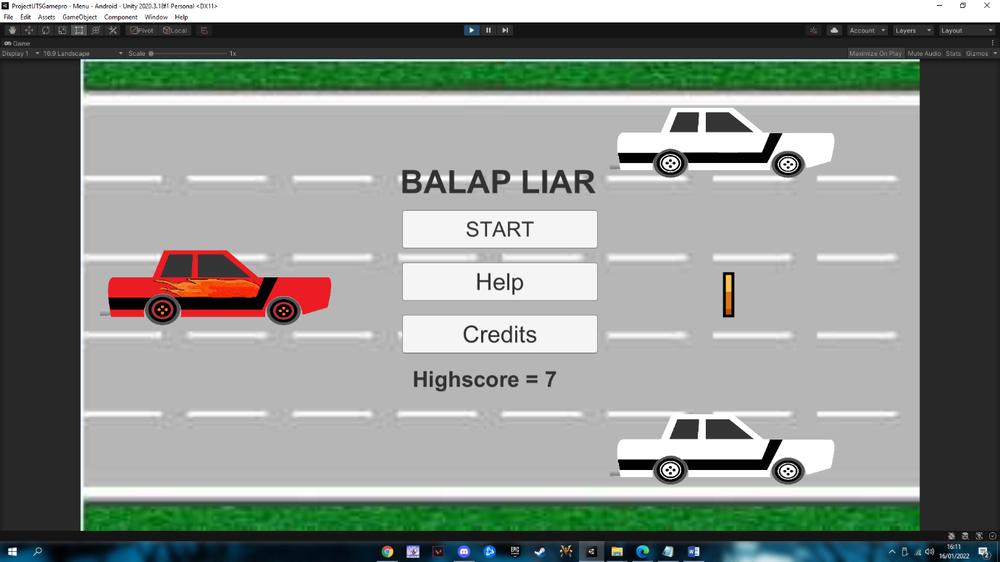 ProjectUTSGamepro - Menu - Android - Unity 2020.3.18f1 Personal <DX11>
File Edit Assets GameObject Component Window Help
Pivot Local Account Layers Layout
Game
Display 1 16:9 Landscape Scale 1x Maximize On Play Mute Audio Stats Gizmos
BALAP LIAR
START
Help
Credits
Highscore = 7
EPIC
16:11
16/01/2022
2